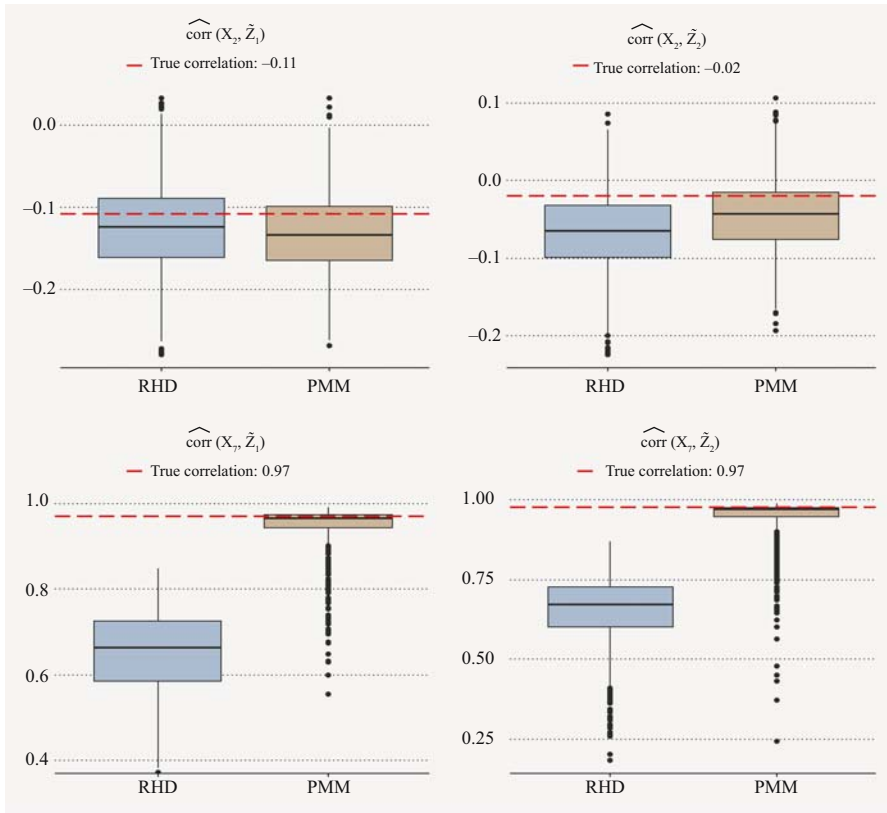 corr (X₂, Z̃₁)
True correlation: –0.11
0.0
–0.1
–0.2
RHD PMM
corr (X₂, Z̃₂)
True correlation: –0.02
0.1
0.0
–0.1
–0.2
RHD PMM
corr (X₇, Z̃₁)
True correlation: 0.97
1.0
0.8
0.6
0.4
RHD PMM
corr (X₇, Z̃₂)
True correlation: 0.97
1.00
0.75
0.50
0.25
RHD PMM